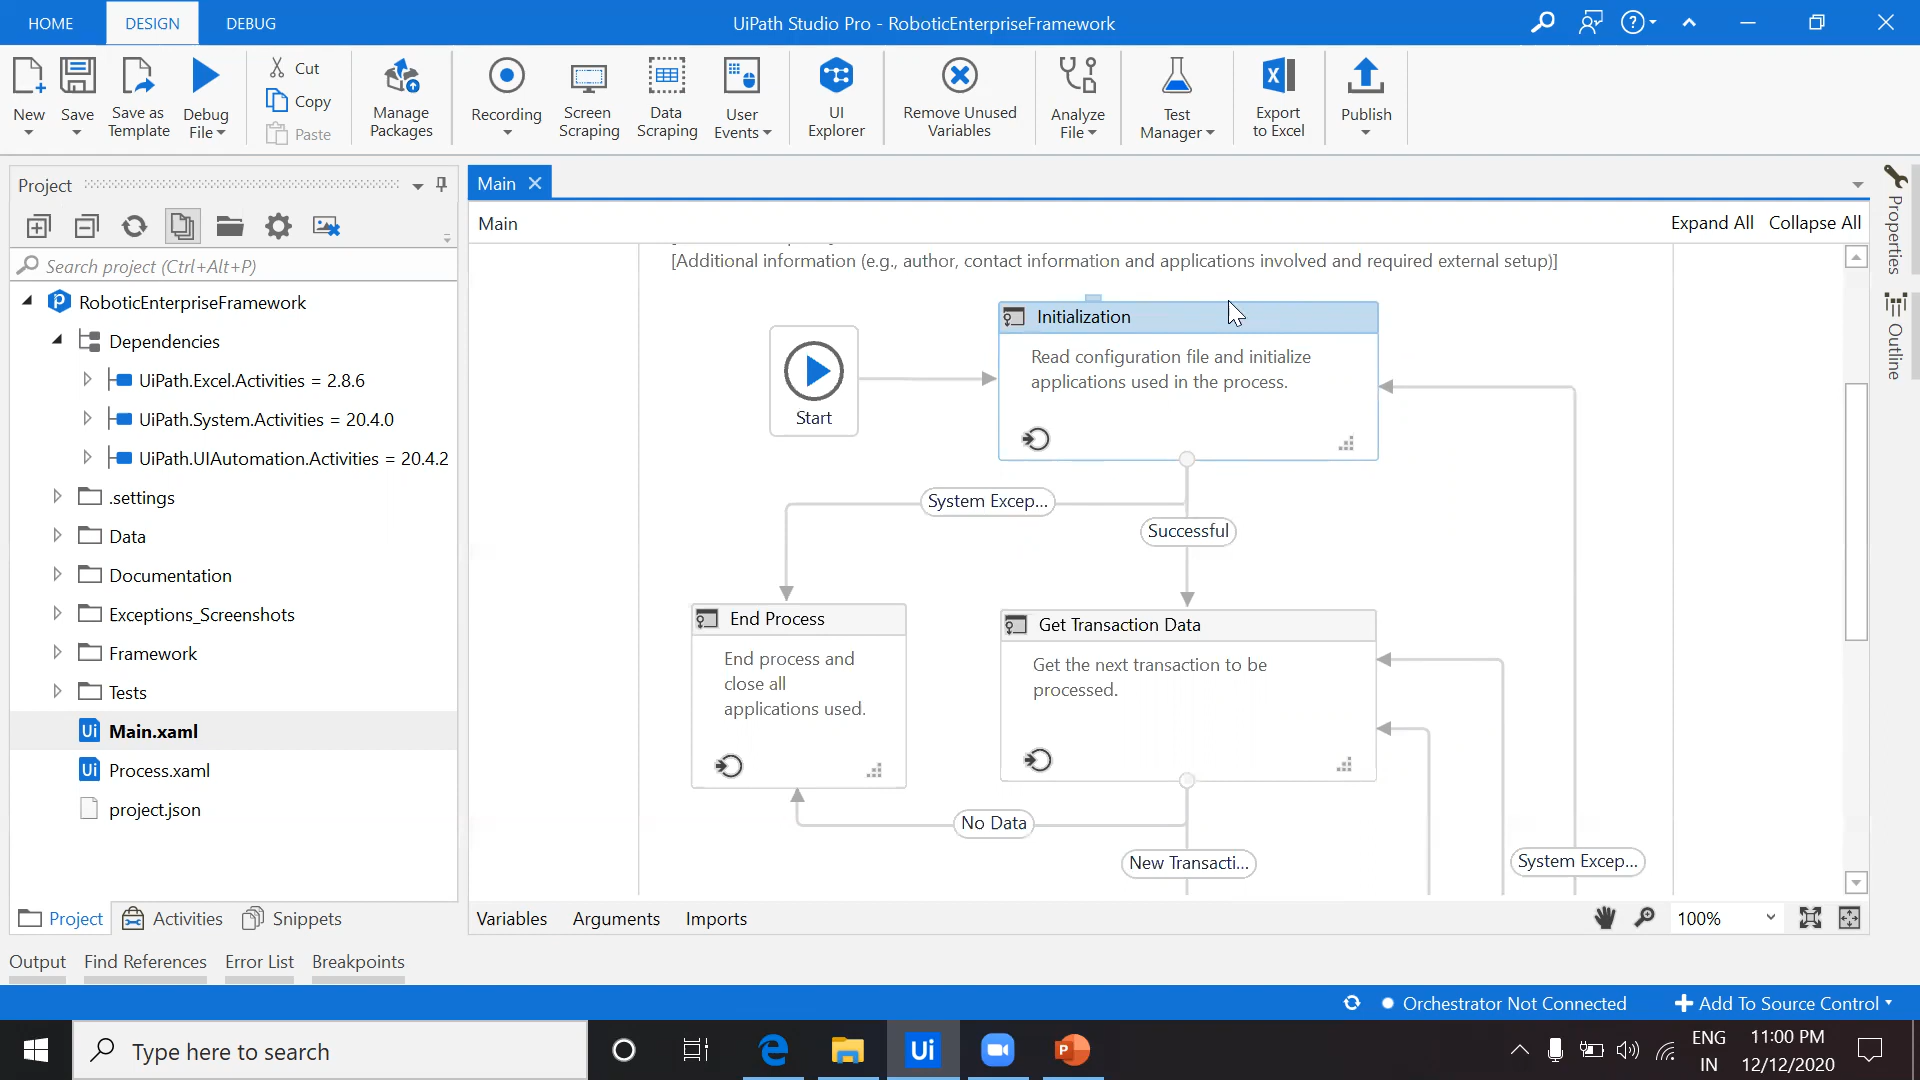 HOME
DESIGN
DEBUG
UiPath Studio Pro - RoboticEnterpriseFramework
New
Save
Save as
Template
Debug
File
Cut
Copy
Paste
Manage
Packages
Recording
Screen
Scraping
Data
Scraping
User
Events
UI
Explorer
Remove Unused
Variables
Analyze
File
Test
Manager
Export
to Excel
Publish
Project
Search project (Ctrl+Alt+P)
RoboticEnterpriseFramework
Dependencies
UiPath.Excel.Activities = 2.8.6
UiPath.System.Activities = 20.4.0
UiPath.UIAutomation.Activities = 20.4.2
.settings
Data
Documentation
Exceptions_Screenshots
Framework
Tests
Main.xaml
Process.xaml
project.json
Project
Activities
Snippets
Main
Main
Expand All
Collapse All
[Additional information (e.g., author, contact information and applications involved and required external setup)]
Start
Initialization
Read configuration file and initialize
applications used in the process.
System Excep...
Successful
End Process
End process and
close all
applications used.
Get Transaction Data
Get the next transaction to be
processed.
No Data
New Transacti...
System Excep...
Variables
Arguments
Imports
100%
Properties
Outline
Output
Find References
Error List
Breakpoints
Orchestrator Not Connected
Add To Source Control
Type here to search
Ui
ENG
IN
11:00 PM
12/12/2020